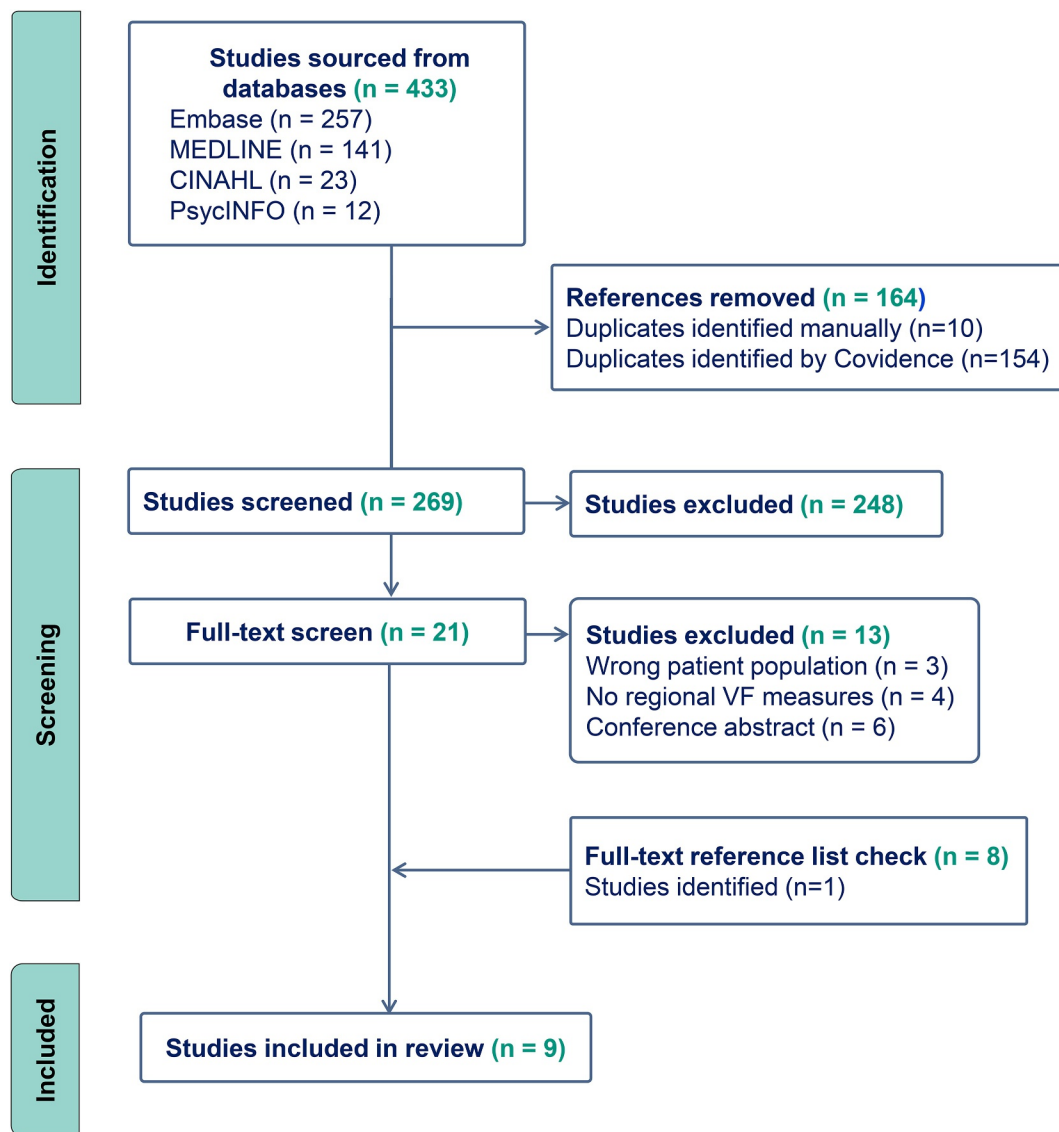 Identification
Studies sourced from
databases (n = 433)
Embase (n = 257)
MEDLINE (n = 141)
CINAHL (n = 23)
PsycINFO (n = 12)
References removed (n = 164)
Duplicates identified manually (n=10)
Duplicates identified by Covidence (n=154)
Screening
Studies screened (n = 269)
Studies excluded (n = 248)
Full-text screen (n = 21)
Studies excluded (n = 13)
Wrong patient population (n = 3)
No regional VF measures (n = 4)
Conference abstract (n = 6)
Full-text reference list check (n = 8)
Studies identified (n=1)
Included
Studies included in review (n = 9)